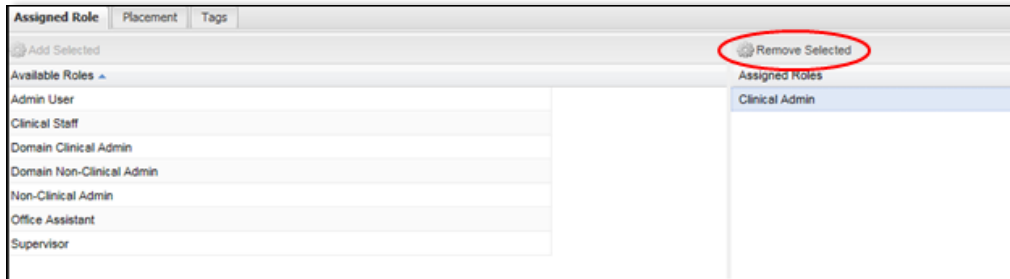 Assigned Role Placement Tags
Add Selected Remove Selected
Available Roles Assigned Roles
Admin User Clinical Admin
Clinical Staff
Domain Clinical Admin
Domain Non-Clinical Admin
Non-Clinical Admin
Office Assistant
Supervisor